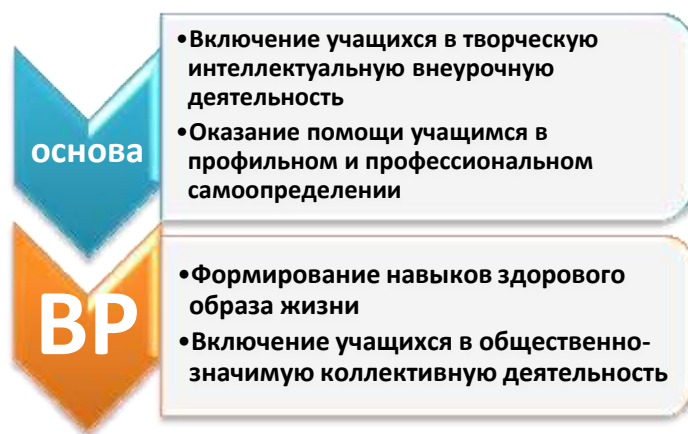 основа
•Включение учащихся в творческую
интеллектуальную внеурочную
деятельность
•Оказание помощи учащимся в
профильном и профессиональном
самоопределении
ВР
•Формирование навыков здорового
образа жизни
•Включение учащихся в общественно-
значимую коллективную деятельность